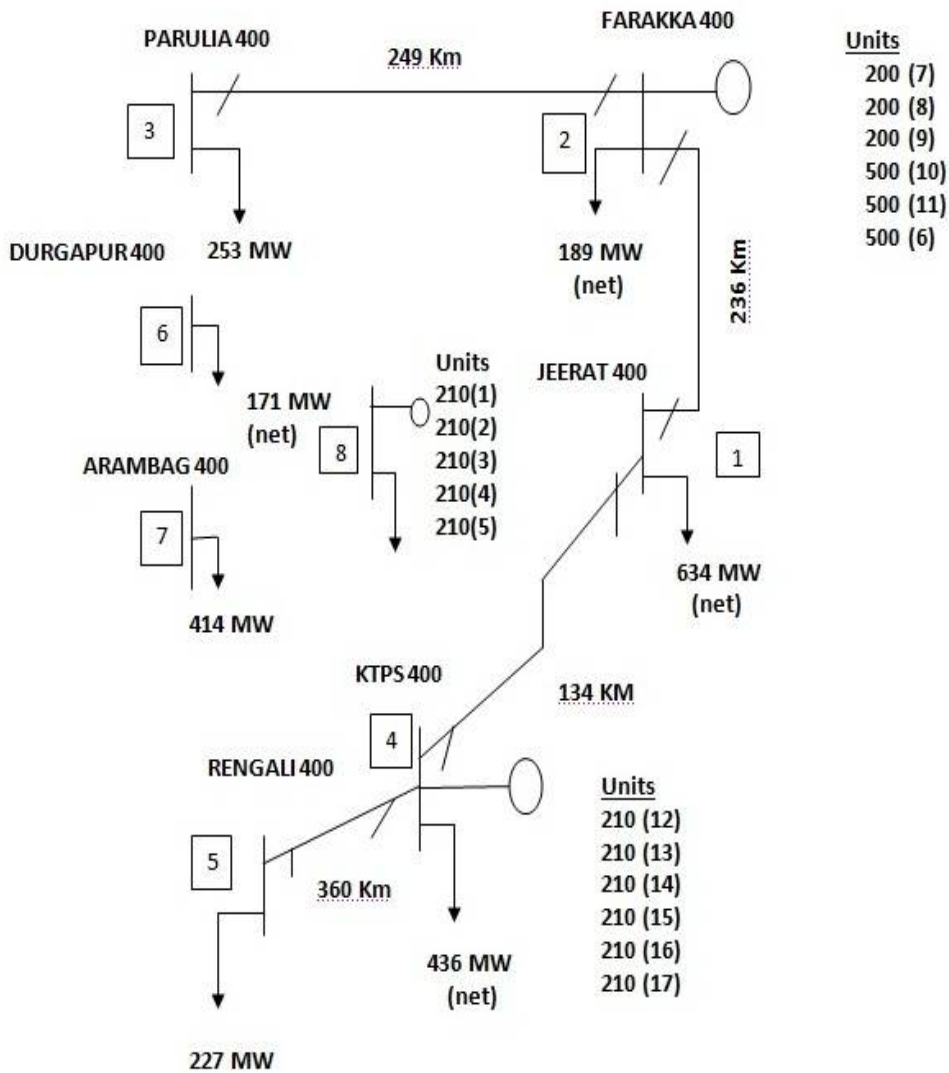 FARAKKA 400
PARULIA 400
249 Km
Units
200 (7)
200 (8)
200 (9)
500 (10)
500 (11)
500 (6)
3
2
253 MW
189 MW
(net)
236 Km
DURGAPUR 400
6
171 MW
(net)
Units
210(1)
210(2)
210(3)
210(4)
210(5)
8
JEERAT 400
1
634 MW
(net)
ARAMBAG 400
7
414 MW
KTPS 400
4
134 KM
RENGALI 400
5
360 Km
436 MW
(net)
Units
210 (12)
210 (13)
210 (14)
210 (15)
210 (16)
210 (17)
227 MW